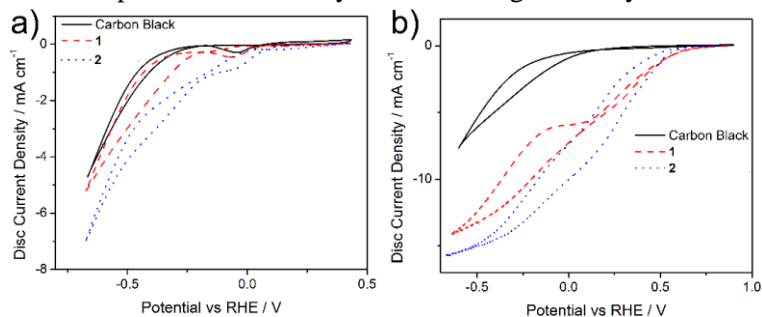 a)
Carbon Black
1
2
0
-2
-4
-6
-8
Disc Current Density / mA cm⁻¹
-0.5
0.0
0.5
Potential vs RHE / V
b)
0
-10
Disc Current Density / mA cm⁻¹
Carbon Black
1
2
-0.5
0.0
0.5
1.0
Potential vs RHE / V